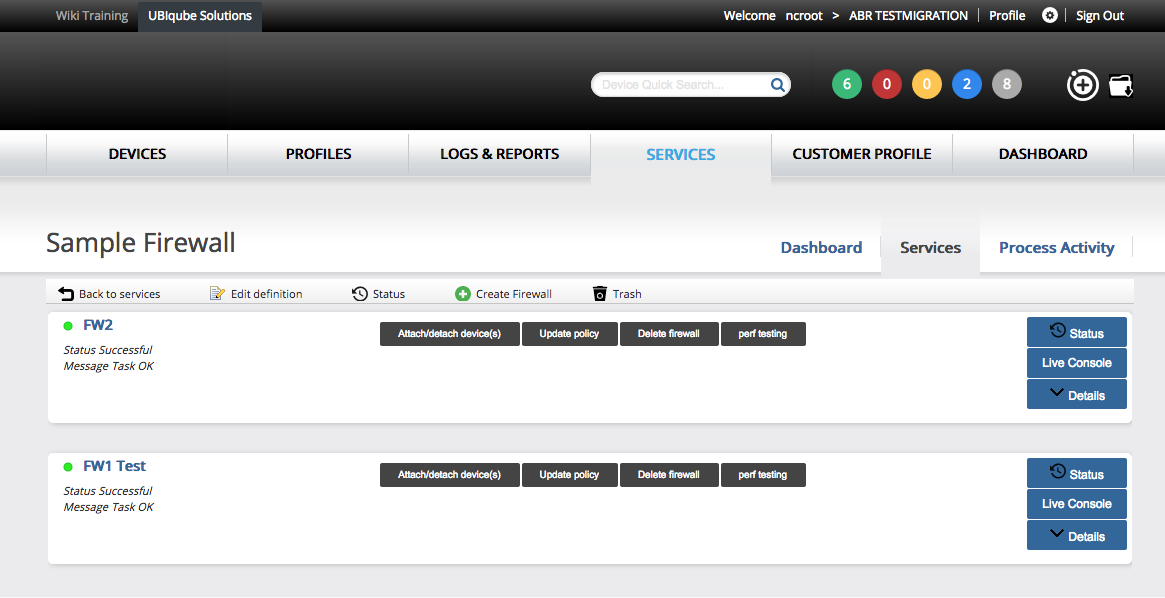 Wiki Training UBIqube Solutions Welcome ncroot > ABR TESTMIGRATION Profile Sign Out
Device Quick Search... 6 0 0 2 8
DEVICES PROFILES LOGS & REPORTS SERVICES CUSTOMER PROFILE DASHBOARD
Sample Firewall Dashboard Services Process Activity
Back to services Edit definition Status Create Firewall Trash
FW2 Attach/detach device(s) Update policy Delete firewall perf testing Status
Status Successful
Message Task OK Live Console
Details
FW1 Test Attach/detach device(s) Update policy Delete firewall perf testing Status
Status Successful
Message Task OK Live Console
Details